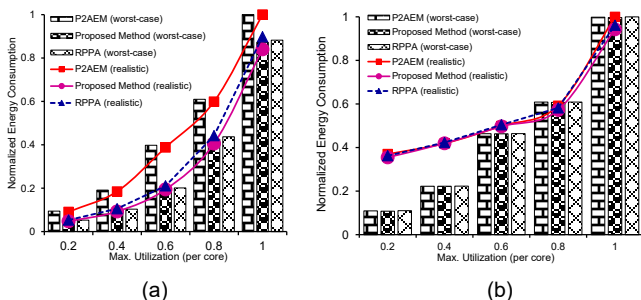 P2AEM (worst-case)
Proposed Method (worst-case)
RPPA (worst-case)
P2AEM (realistic)
Proposed Method (realistic)
RPPA (realistic)
Normalized Energy Consumption
1
0.8
0.6
0.4
0.2
0
0.2 0.4 0.6 0.8 1
Max. Utilization (per core)
(a)
P2AEM (worst-case)
Proposed Method (worst-case)
RPPA (worst-case)
P2AEM (realistic)
Proposed Method (realistic)
RPPA (realistic)
Normalized Energy Consumption
1
0.8
0.6
0.4
0.2
0
0.2 0.4 0.6 0.8 1
Max. Utilization (per core)
(b)